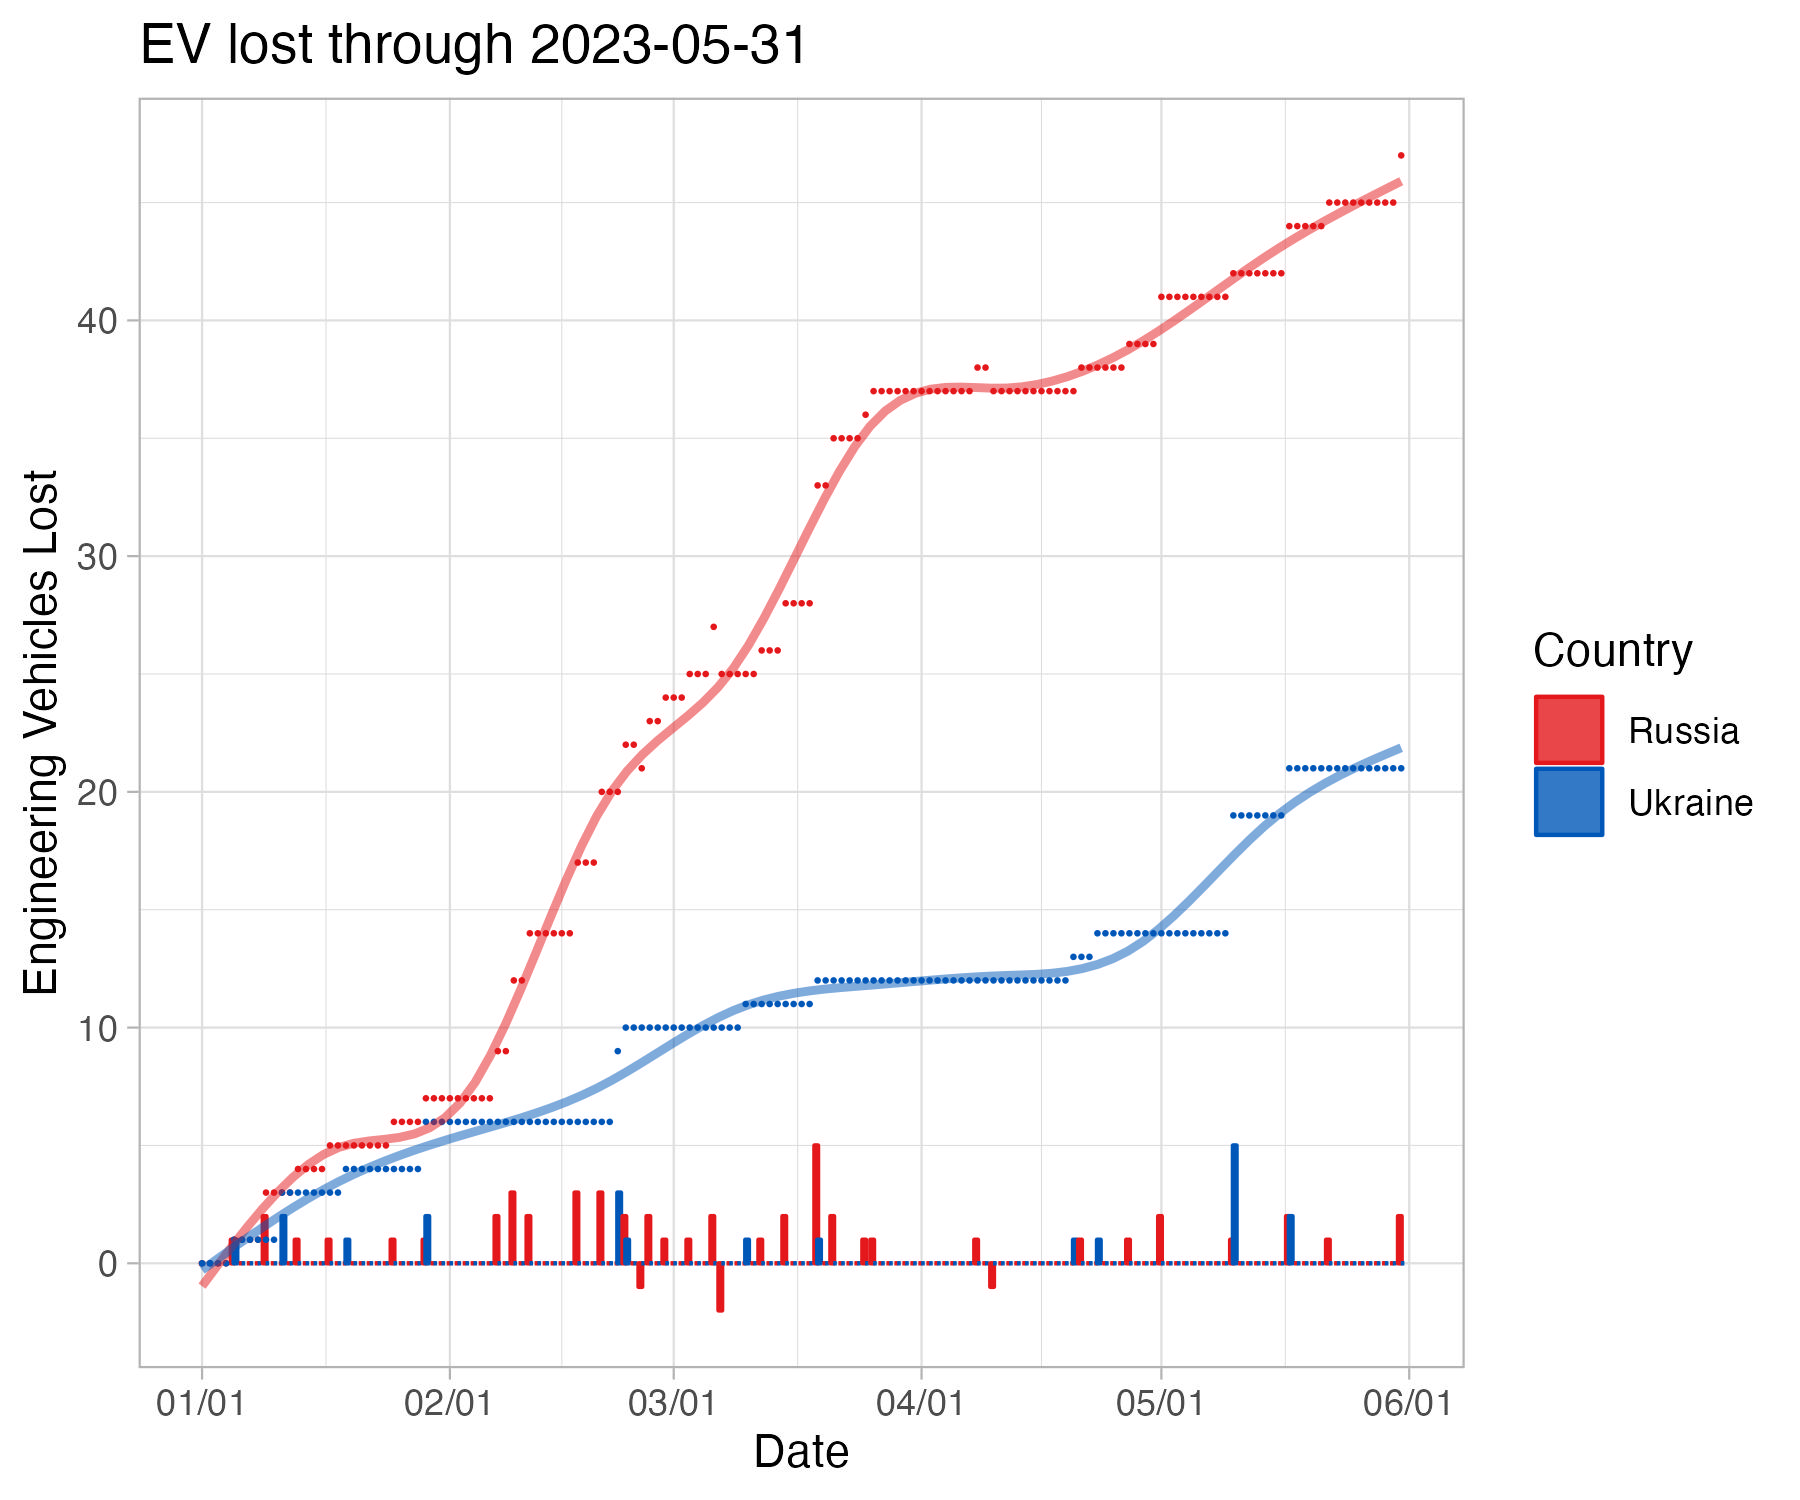 EV lost through 2023-05-31
Engineering Vehicles Lost
40
30
20
10
0
01/01
02/01
03/01
04/01
05/01
06/01
Date
Country
Russia
Ukraine